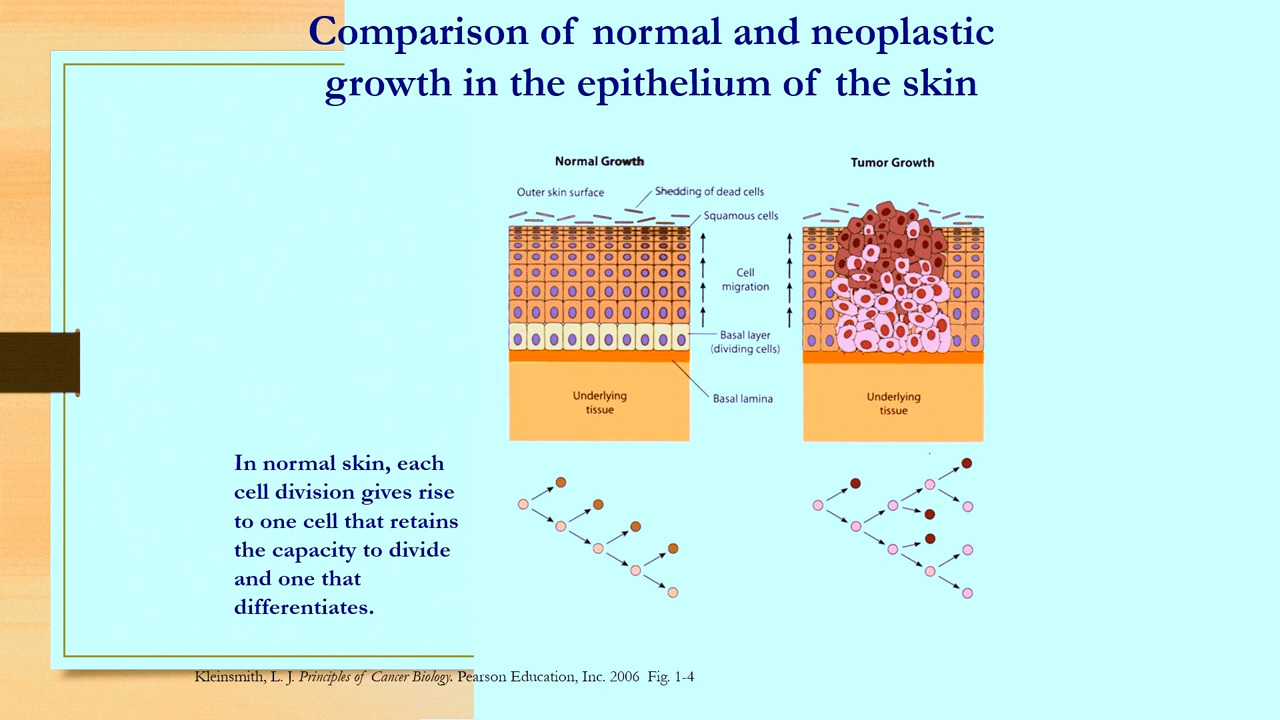 Comparison of normal and neoplastic
growth in the epithelium of the skin
Normal Growth
Tumor Growth
Outer skin surface
Shedding of dead cells
Squamous cells
Cell
migration
Basal layer
(dividing cells)
Basal lamina
Underlying
tissue
Underlying
tissue
In normal skin, each
cell division gives rise
to one cell that retains
the capacity to divide
and one that
differentiates.
Kleinsmith, L. J. Principles of Cancer Biology. Pearson Education, Inc. 2006 Fig. 1-4